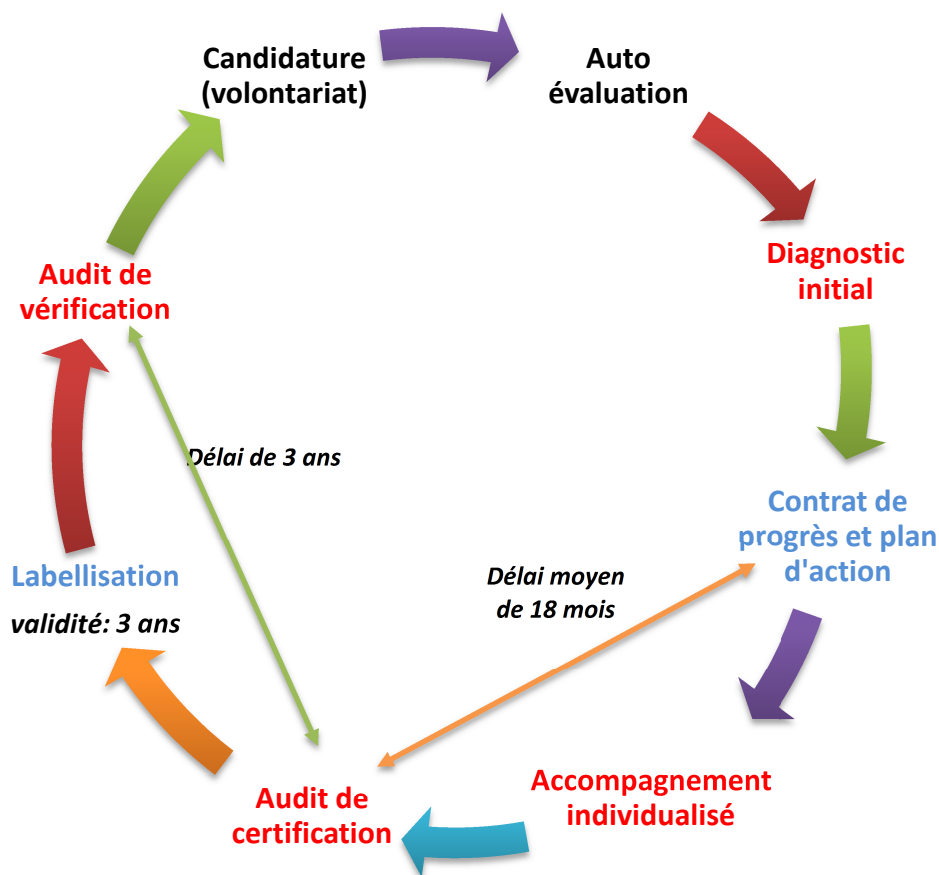 Candidature
(volontariat)
Auto
évaluation
Diagnostic
initial
Contrat de
progrès et plan
d'action
Accompagnement
individualisé
Audit de
certification
Labellisation
validité: 3 ans
Audit de
vérification
Délai de 3 ans
Délai moyen
de 18 mois